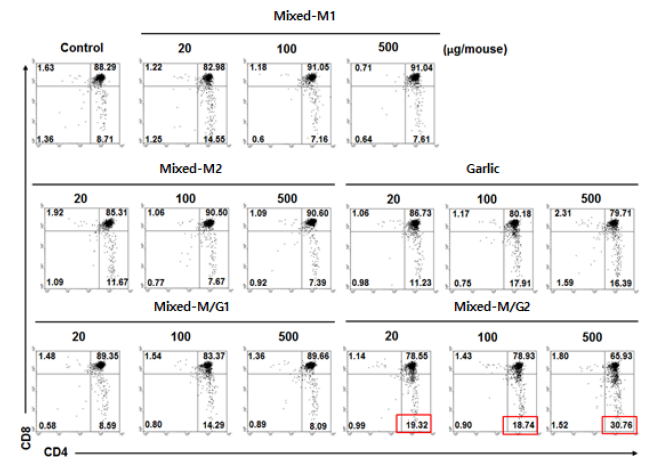 Mixed-M1
Control 20 100 500 (μg/mouse)
1.63 88.29 1.22 82.98 1.18 91.05 0.71 91.04
1.36 8.71 1.25 14.55 0.6 7.16 0.64 7.61
Mixed-M2 Garlic
20 100 500 20 100 500
1.92 85.31 1.06 90.50 1.09 90.60 1.06 86.73 1.17 80.18 2.31 79.71
1.09 11.67 0.77 7.67 0.92 7.39 0.98 11.23 0.75 17.91 1.59 16.39
Mixed-M/G1 Mixed-M/G2
20 100 500 20 100 500
1.48 89.35 1.54 83.37 1.36 89.66 1.14 78.55 1.43 78.93 1.80 65.93
0.58 8.59 0.80 14.29 0.89 8.09 0.99 19.32 0.90 18.74 1.52 30.76
CD8
CD4